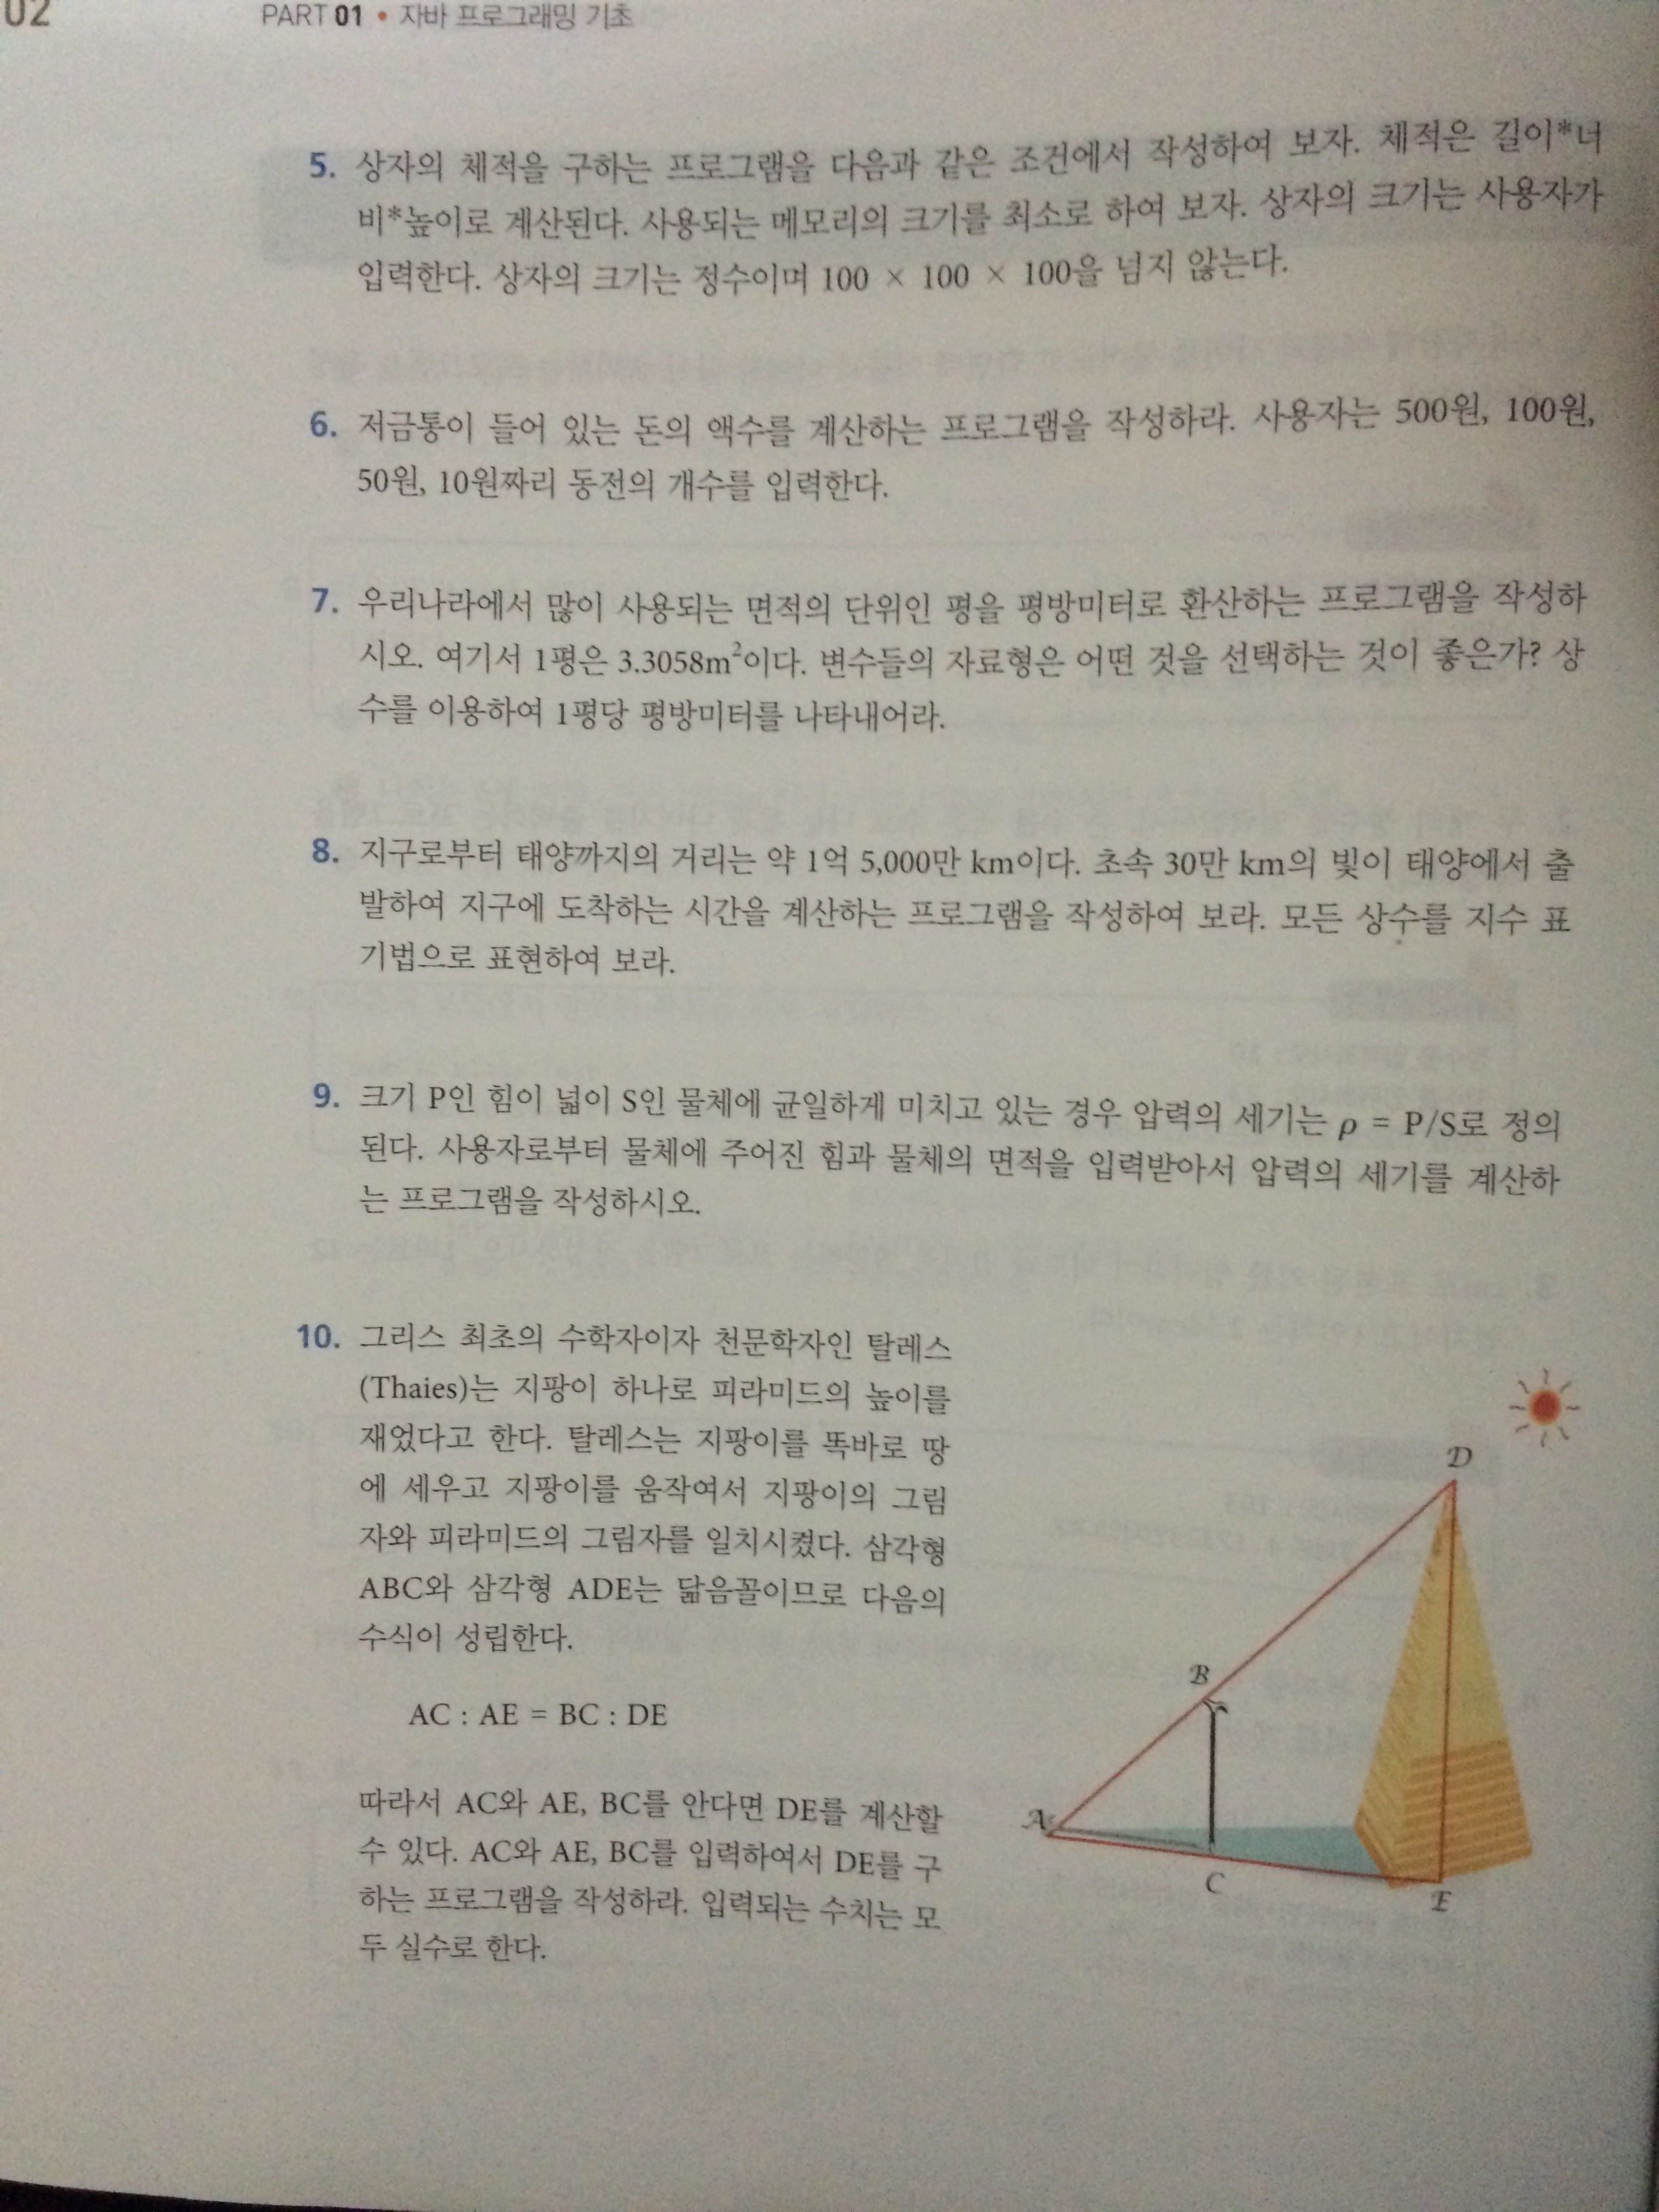 02
PART 01 • 자바 프로그래밍 기초
5. 상자의 체적을 구하는 프로그램을 다음과 같은 조건에서 작성하여 보자. 체적은 길이*너
비*높이로 계산된다. 사용되는 메모리의 크기를 최소로 하여 보자. 상자의 크기는 사용자가
입력한다. 상자의 크기는 정수이며 100 × 100 × 100을 넘지 않는다.
6. 저금통이 들어 있는 돈의 액수를 계산하는 프로그램을 작성하라. 사용자는 500원, 100원,
50원, 10원짜리 동전의 개수를 입력한다.
7. 우리나라에서 많이 사용되는 면적의 단위인 평을 평방미터로 환산하는 프로그램을 작성하
시오. 여기서 1평은 3.3058m²이다. 변수들의 자료형은 어떤 것을 선택하는 것이 좋은가? 상
수를 이용하여 1평당 평방미터를 나타내어라.
8. 지구로부터 태양까지의 거리는 약 1억 5,000만 km이다. 초속 30만 km의 빛이 태양에서 출
발하여 지구에 도착하는 시간을 계산하는 프로그램을 작성하여 보라. 모든 상수를 지수 표
기법으로 표현하여 보라.
9. 크기 P인 힘이 넓이 S인 물체에 균일하게 미치고 있는 경우 압력의 세기는 ρ = P/S로 정의
된다. 사용자로부터 물체에 주어진 힘과 물체의 면적을 입력받아서 압력의 세기를 계산하
는 프로그램을 작성하시오.
10. 그리스 최초의 수학자이자 천문학자인 탈레스
(Thaies)는 지팡이 하나로 피라미드의 높이를
재었다고 한다. 탈레스는 지팡이를 똑바로 땅
에 세우고 지팡이를 움작여서 지팡이의 그림
자와 피라미드의 그림자를 일치시켰다. 삼각형
ABC와 삼각형 ADE는 닮음꼴이므로 다음의
수식이 성립한다.
AC : AE = BC : DE
따라서 AC와 AE, BC를 안다면 DE를 계산할
수 있다. AC와 AE, BC를 입력하여서 DE를 구
하는 프로그램을 작성하라. 입력되는 수치는 모
두 실수로 한다.
D
B
A
C
E